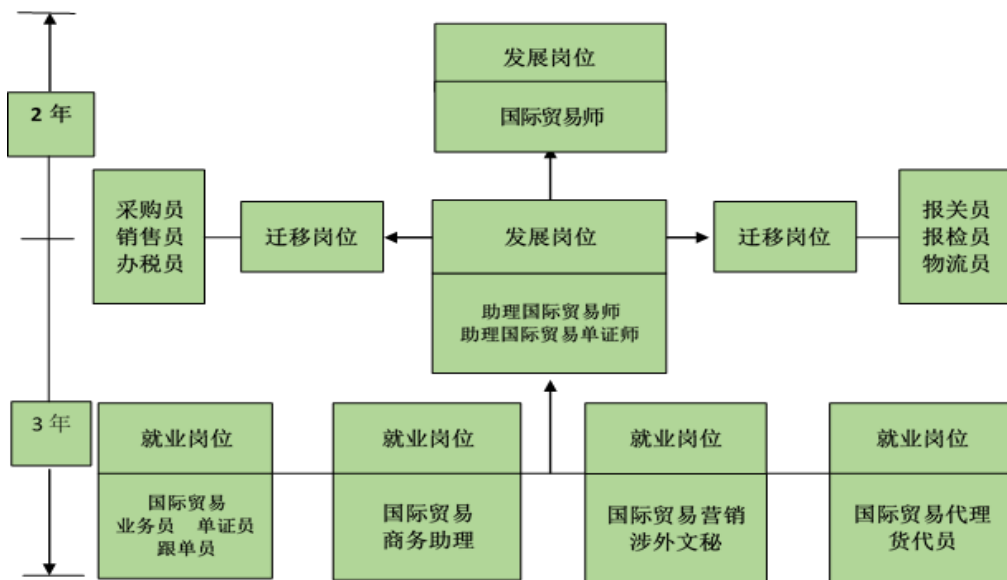 发展岗位
国际贸易师
2 年
采购员
销售员
办税员
迁移岗位
发展岗位
助理国际贸易师
助理国际贸易单证师
迁移岗位
报关员
报检员
物流员
3 年
就业岗位
国际贸易
业务员 单证员
跟单员
就业岗位
国际贸易
商务助理
就业岗位
国际贸易营销
涉外文秘
就业岗位
国际贸易代理
货代员